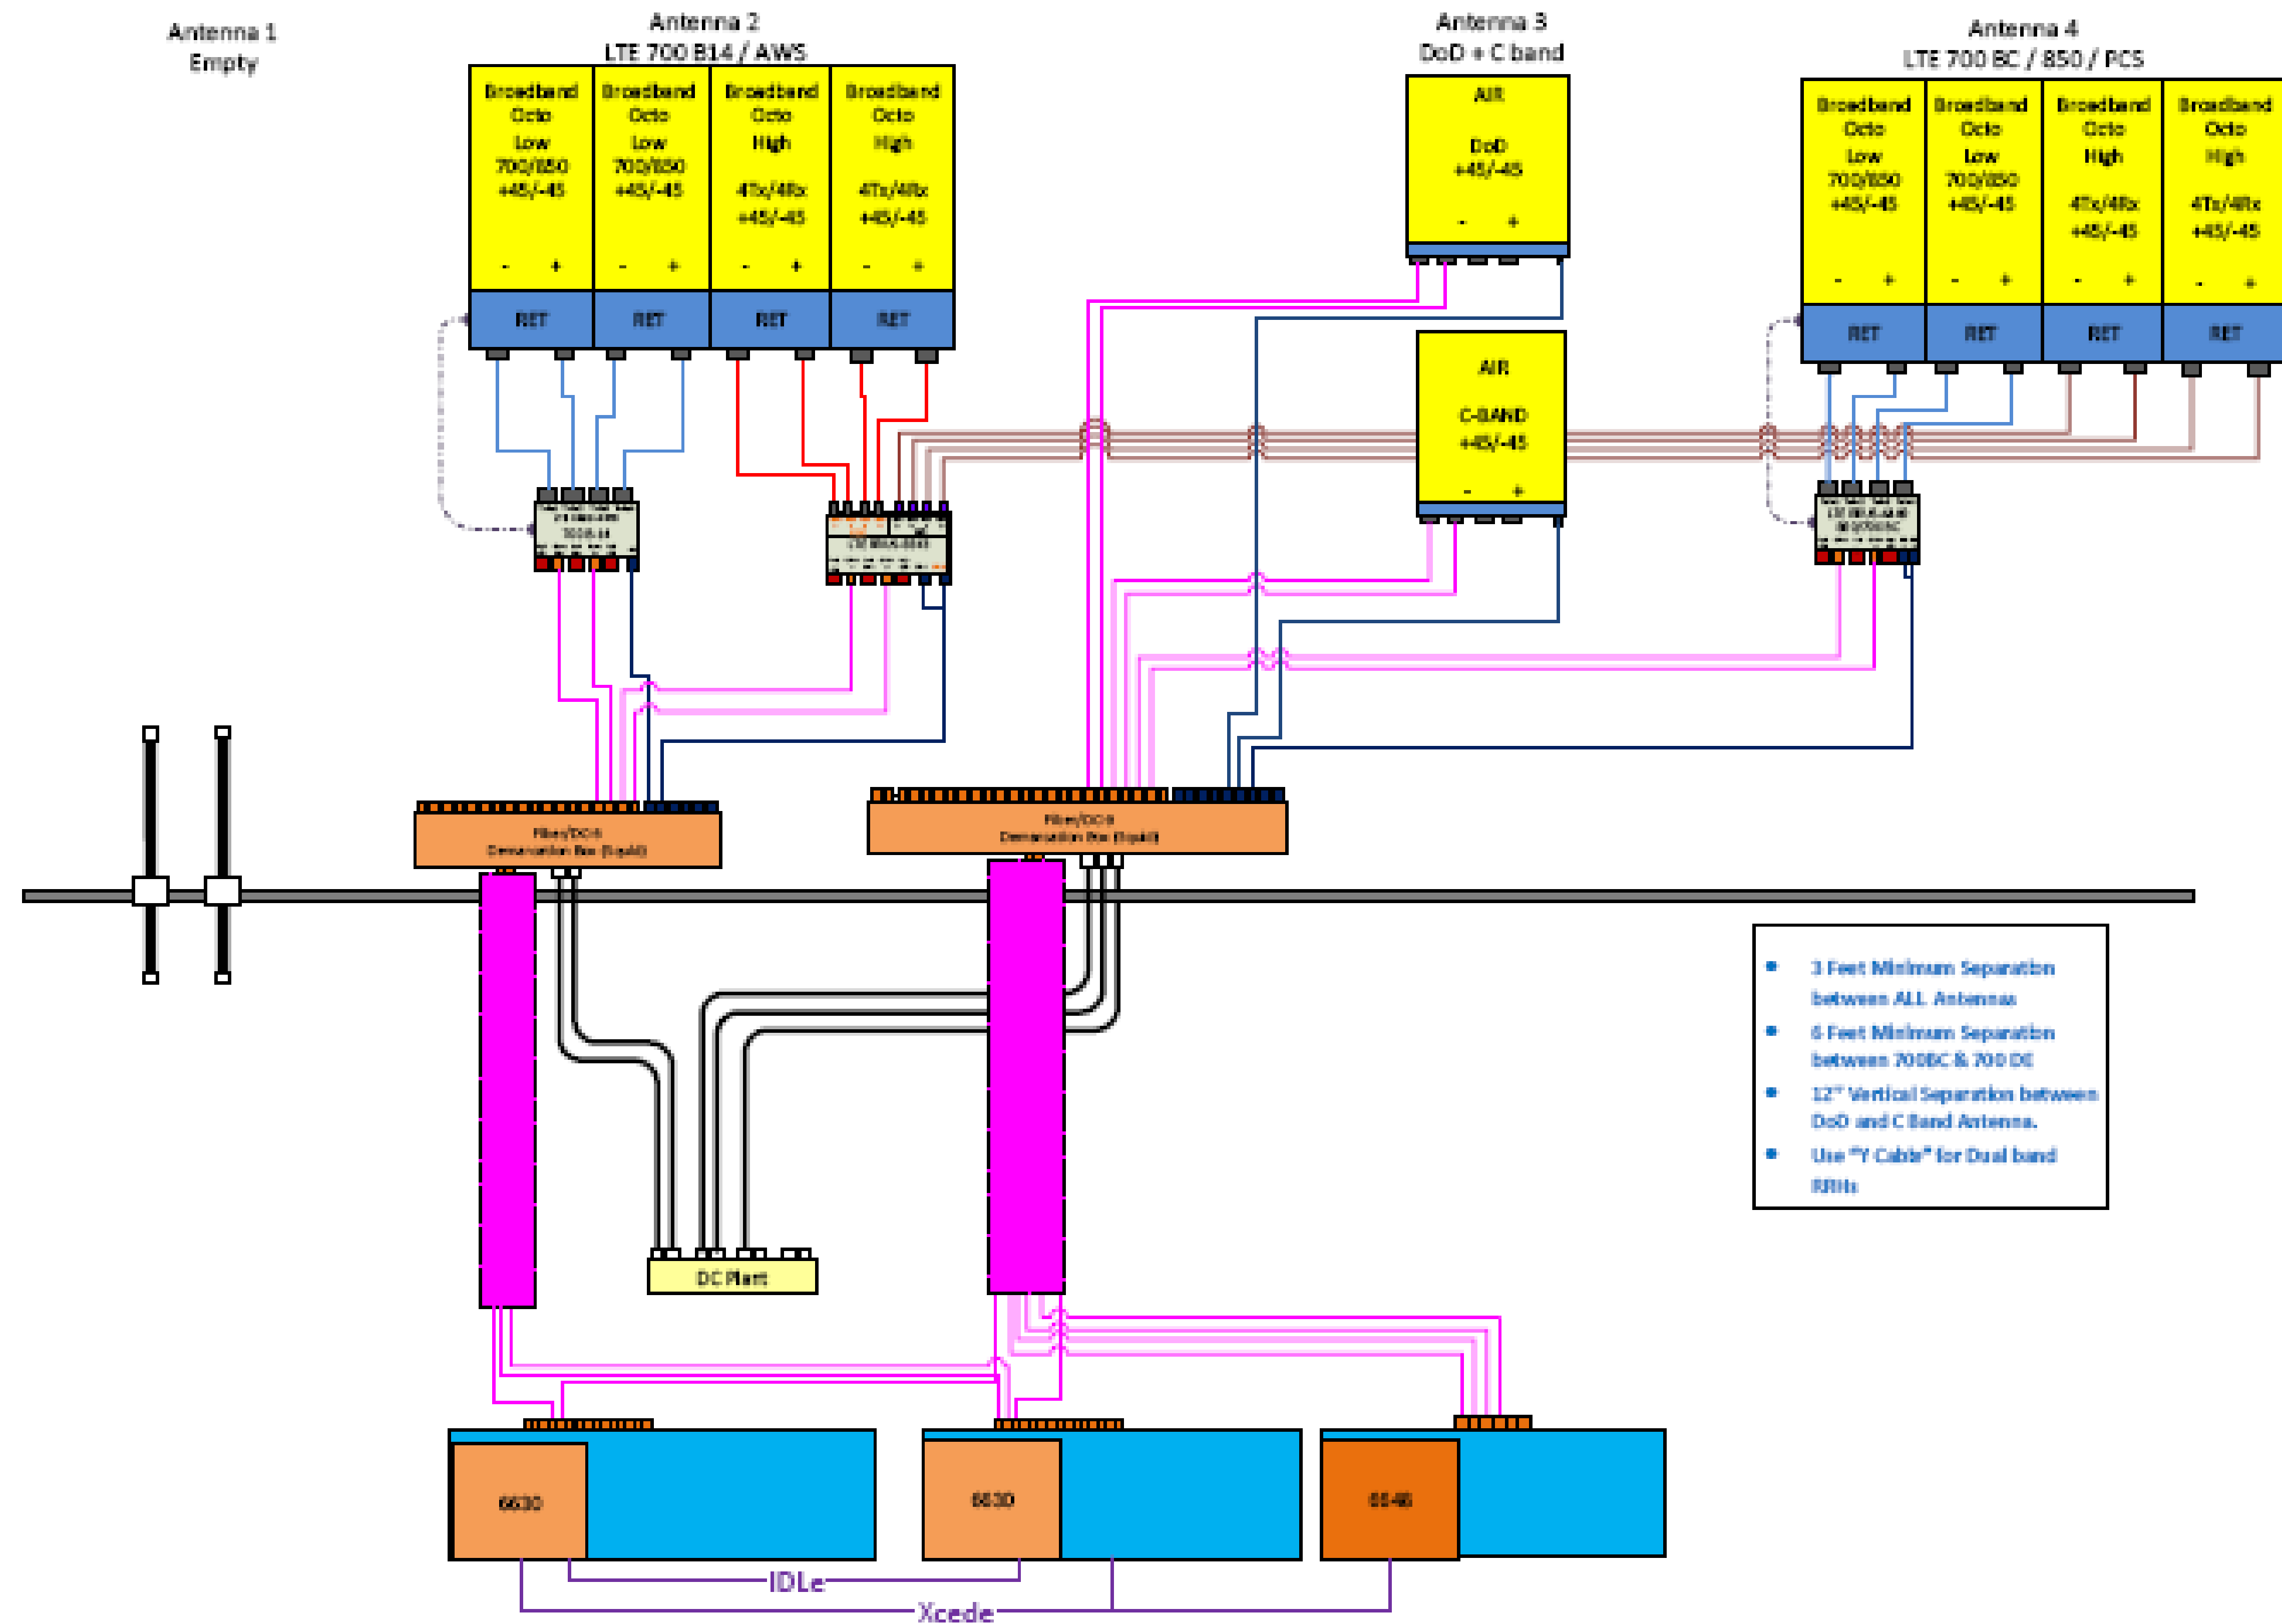 Antenna 1
Empty
Antenna 2
LTE 700 B14 / AWS
Antenna 3
DoD + C band
Antenna 4
LTE 700 BC / 850 / PCS
Broadband
Octo
Low
700/850
+45/-45
- +
RET
Broadband
Octo
Low
700/850
+45/-45
- +
RET
Broadband
Octo
High
4Tx/4Rx
+45/-45
- +
RET
Broadband
Octo
High
4Tx/4Rx
+45/-45
- +
RET
AIR
DoD
+45/-45
- +
AIR
C-BAND
+45/-45
- +
Broadband
Octo
Low
700/850
+45/-45
- +
RET
Broadband
Octo
Low
700/850
+45/-45
- +
RET
Broadband
Octo
High
4Tx/4Rx
+45/-45
- +
RET
Broadband
Octo
High
4Tx/4Rx
+45/-45
- +
RET
Demarcation Box (Squid)
Demarcation Box (Squid)
• 3 Feet Minimum Separation
between ALL Antennas
• 6 Feet Minimum Separation
between 700BC & 700 DE
• 12" Vertical Separation between
DoD and C Band Antenna.
• Use "Y Cable" for Dual band
RRHs
DC Plant
6630
6630
IDLe
Xcede